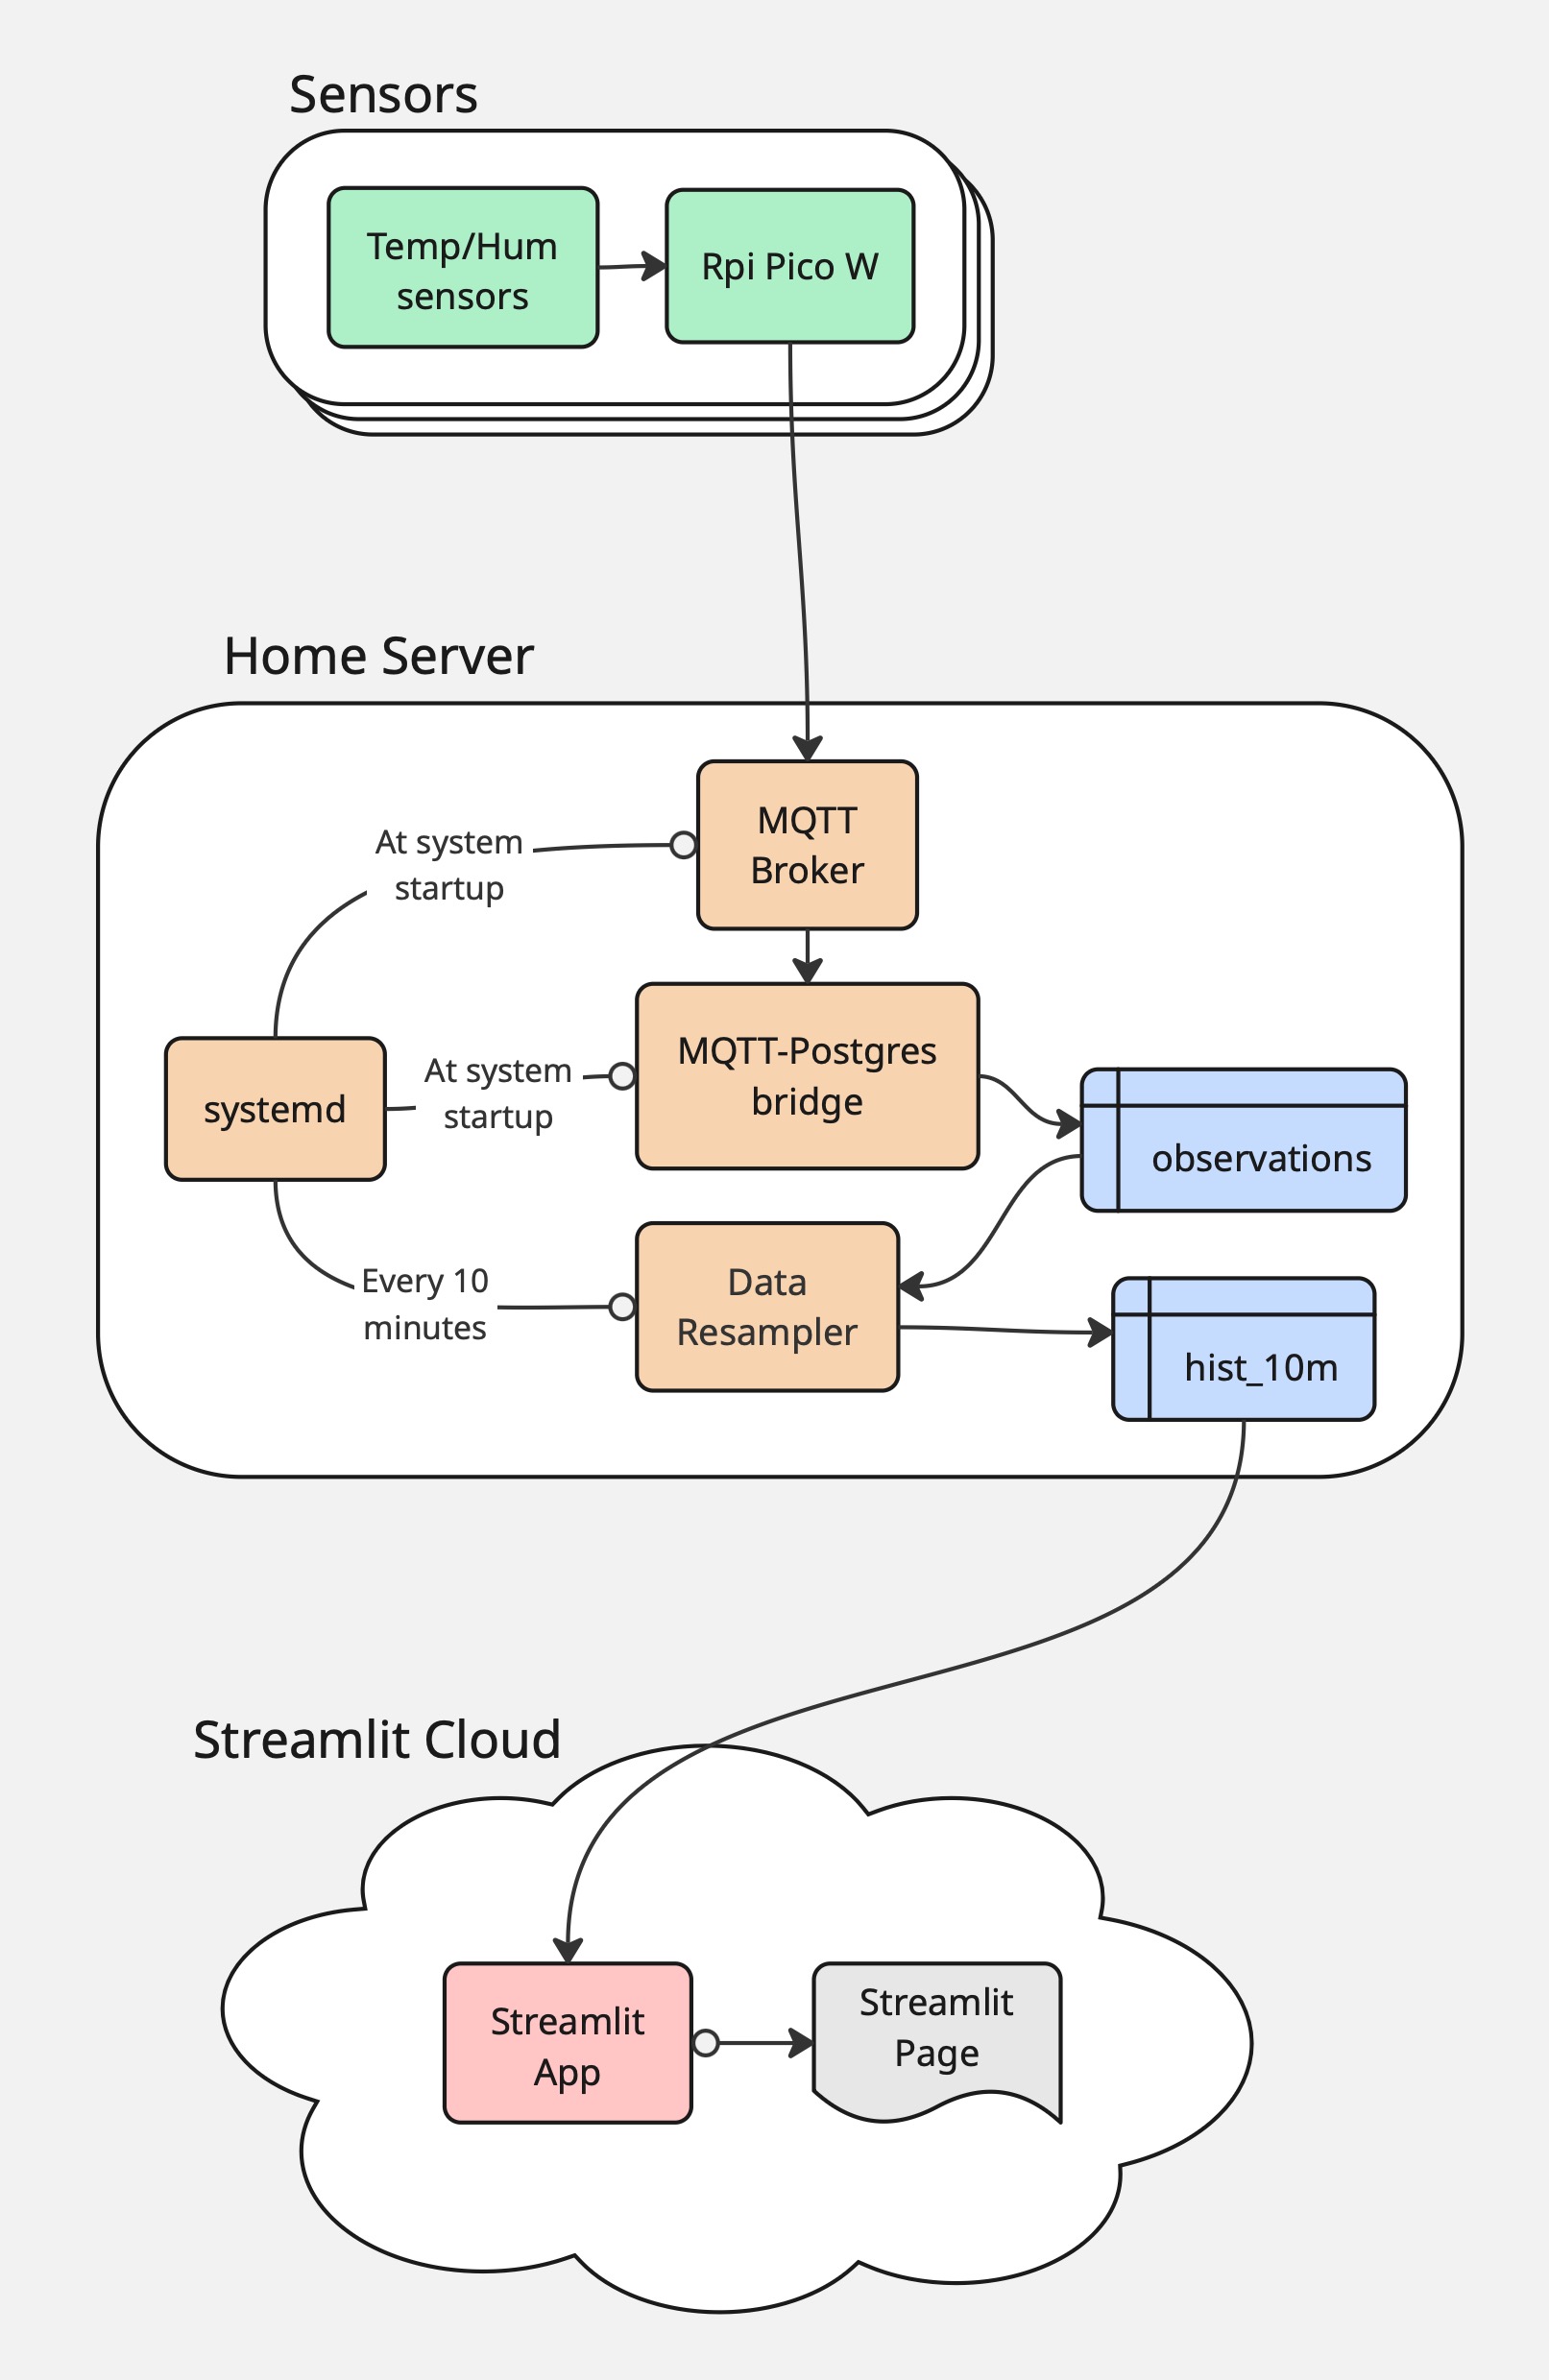 Sensors
Temp/Hum
sensors
Rpi Pico W
Home Server
MQTT
Broker
At system
startup
MQTT-Postgres
bridge
At system
startup
systemd
observations
Every 10
minutes
Data
Resampler
hist_10m
Streamlit Cloud
Streamlit
App
Streamlit
Page